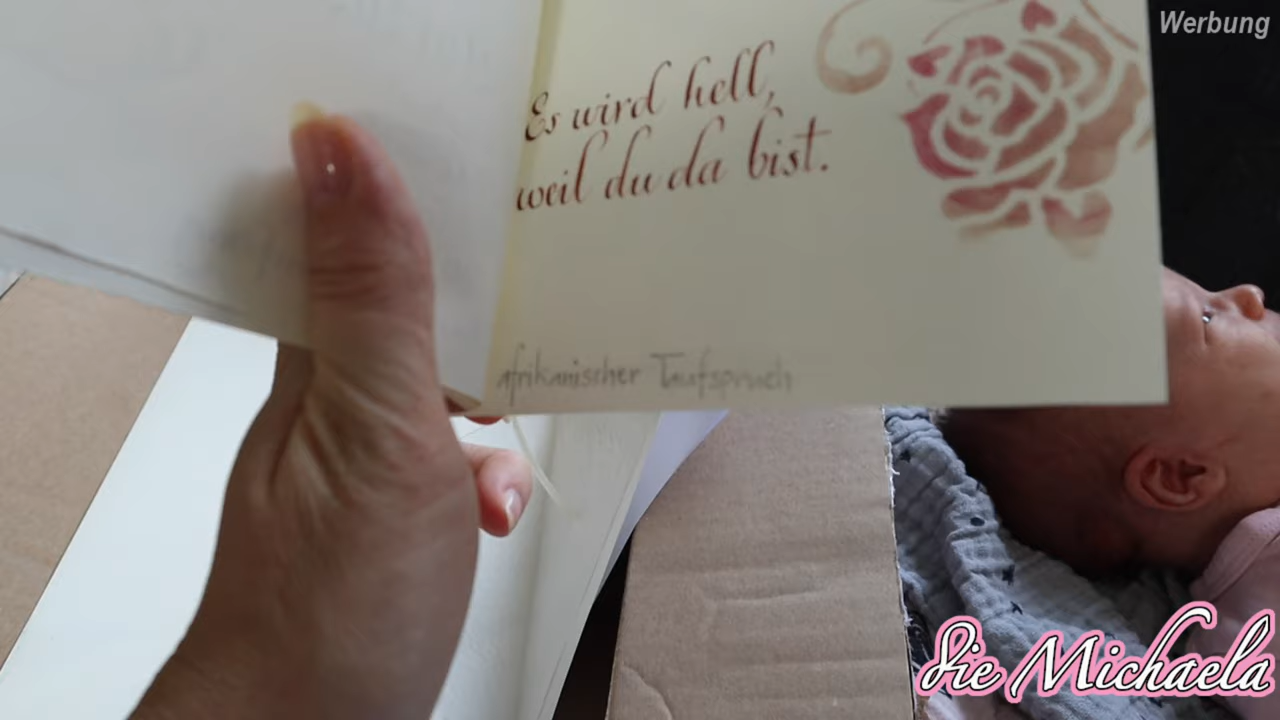 Werbung
Es wird hell,
weil du da bist.
afrikanischer Taufspruch
Die Michaela